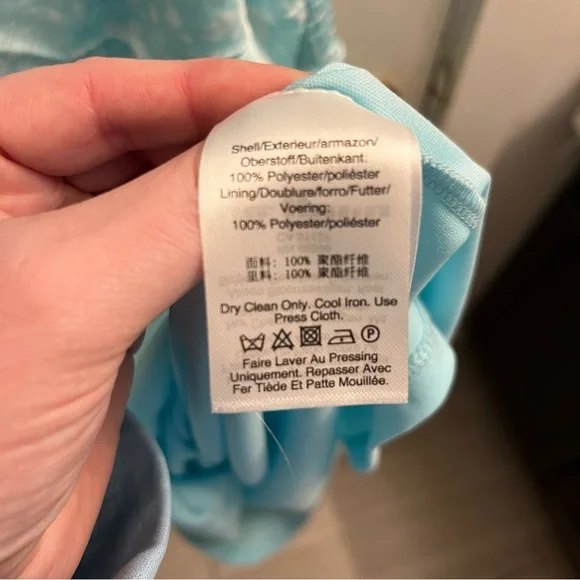 Shell/Exterieur/armazon/
Oberstoff/Buitenkant:
100% Polyester/poliéster
Lining/Doublure/forro/Futter/
Voering:
100% Polyester/poliéster
面料: 100% 聚酯纤维
里料: 100% 聚酯纤维
Dry Clean Only. Cool Iron. Use
Press Cloth.
P
Faire Laver Au Pressing
Uniquement. Repasser Avec
Fer Tiède Et Patte Mouillée.